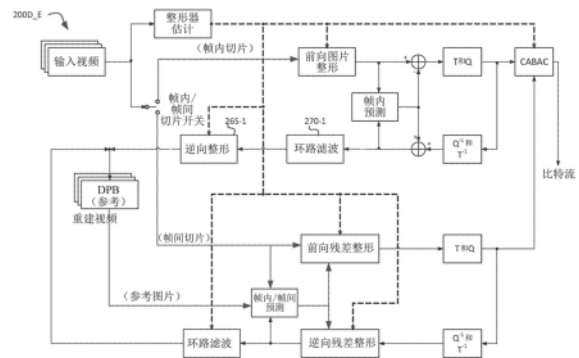 200D_E
输入视频
整形器
估计
(帧内切片)
前向图片
整形
T和Q
CABAC
帧内/
帧间
切片开关
帧内
预测
265-1
270-1
逆向整形
环路滤波
Q⁻¹和
T⁻¹
比特流
DPB
(参考)
重建视频
(帧间切片)
前向残差整形
T和Q
(参考图片)
帧内/帧间
预测
环路滤波
逆向残差整形
Q⁻¹和
T⁻¹